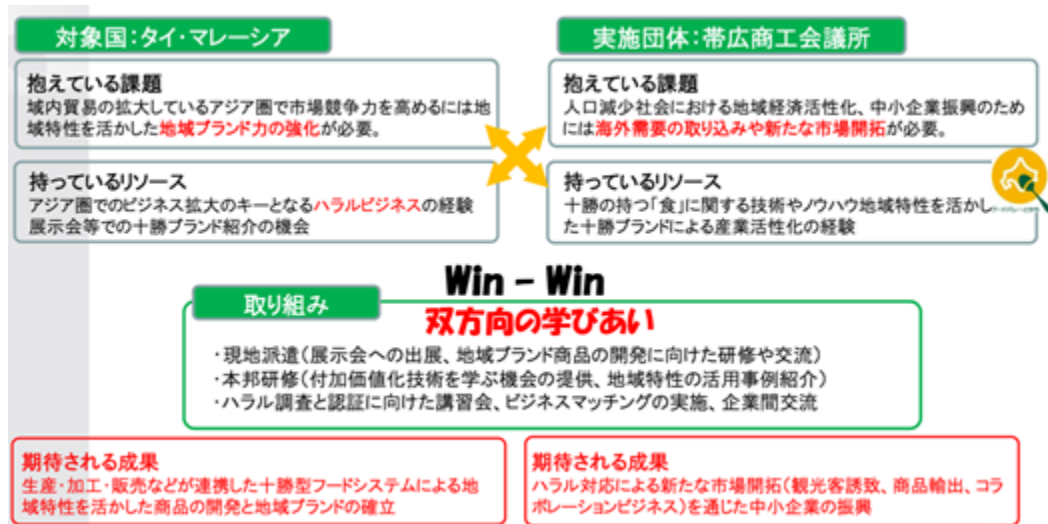 対象国：タイ・マレーシア
抱えている課題
域内貿易の拡大しているアジア圏で市場競争力を高めるには地
域特性を活かした地域ブランド力の強化が必要。
持っているリソース
アジア圏でのビジネス拡大のキーとなるハラルビジネスの経験
展示会等での十勝ブランド紹介の機会
実施団体：帯広商工会議所
抱えている課題
人口減少社会における地域経済活性化、中小企業振興のため
には海外需要の取り込みや新たな市場開拓が必要。
持っているリソース
十勝の持つ「食」に関する技術やノウハウ地域特性を活かし
た十勝ブランドによる産業活性化の経験
Win – Win
双方向の学びあい
取り組み
・現地派遣（展示会への出展、地域ブランド商品の開発に向けた研修や交流）
・本邦研修（付加価値化技術を学ぶ機会の提供、地域特性の活用事例紹介）
・ハラル調査と認証に向けた講習会、ビジネスマッチングの実施、企業間交流
期待される成果
生産・加工・販売などが連携した十勝型フードシステムによる地
域特性を活かした商品の開発と地域ブランドの確立
期待される成果
ハラル対応による新たな市場開拓（観光客誘致、商品輸出、コラ
ボレーションビジネス）を通じた中小企業の振興